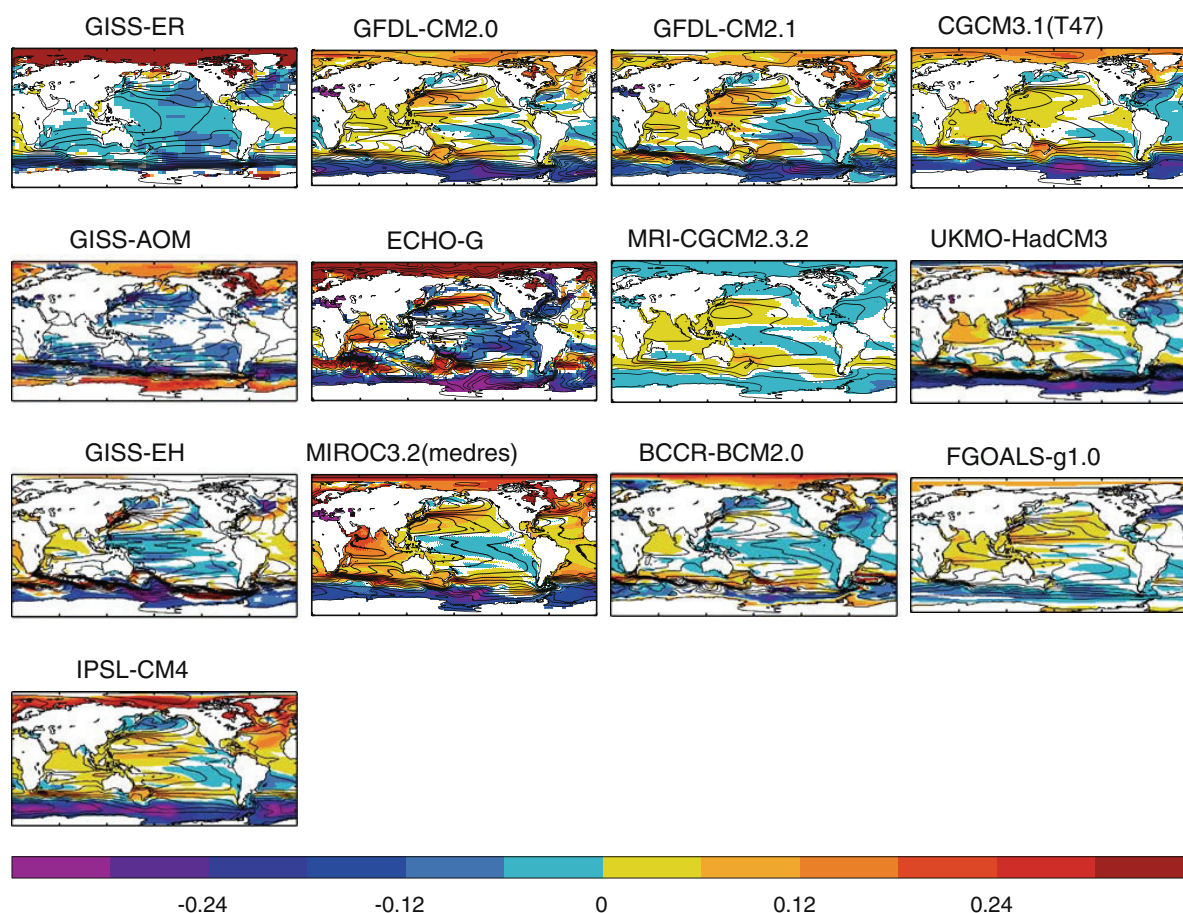 GISS-ER GFDL-CM2.0 GFDL-CM2.1 CGCM3.1(T47)
GISS-AOM ECHO-G MRI-CGCM2.3.2 UKMO-HadCM3
GISS-EH MIROC3.2(medres) BCCR-BCM2.0 FGOALS-g1.0
IPSL-CM4
-0.24 -0.12 0 0.12 0.24